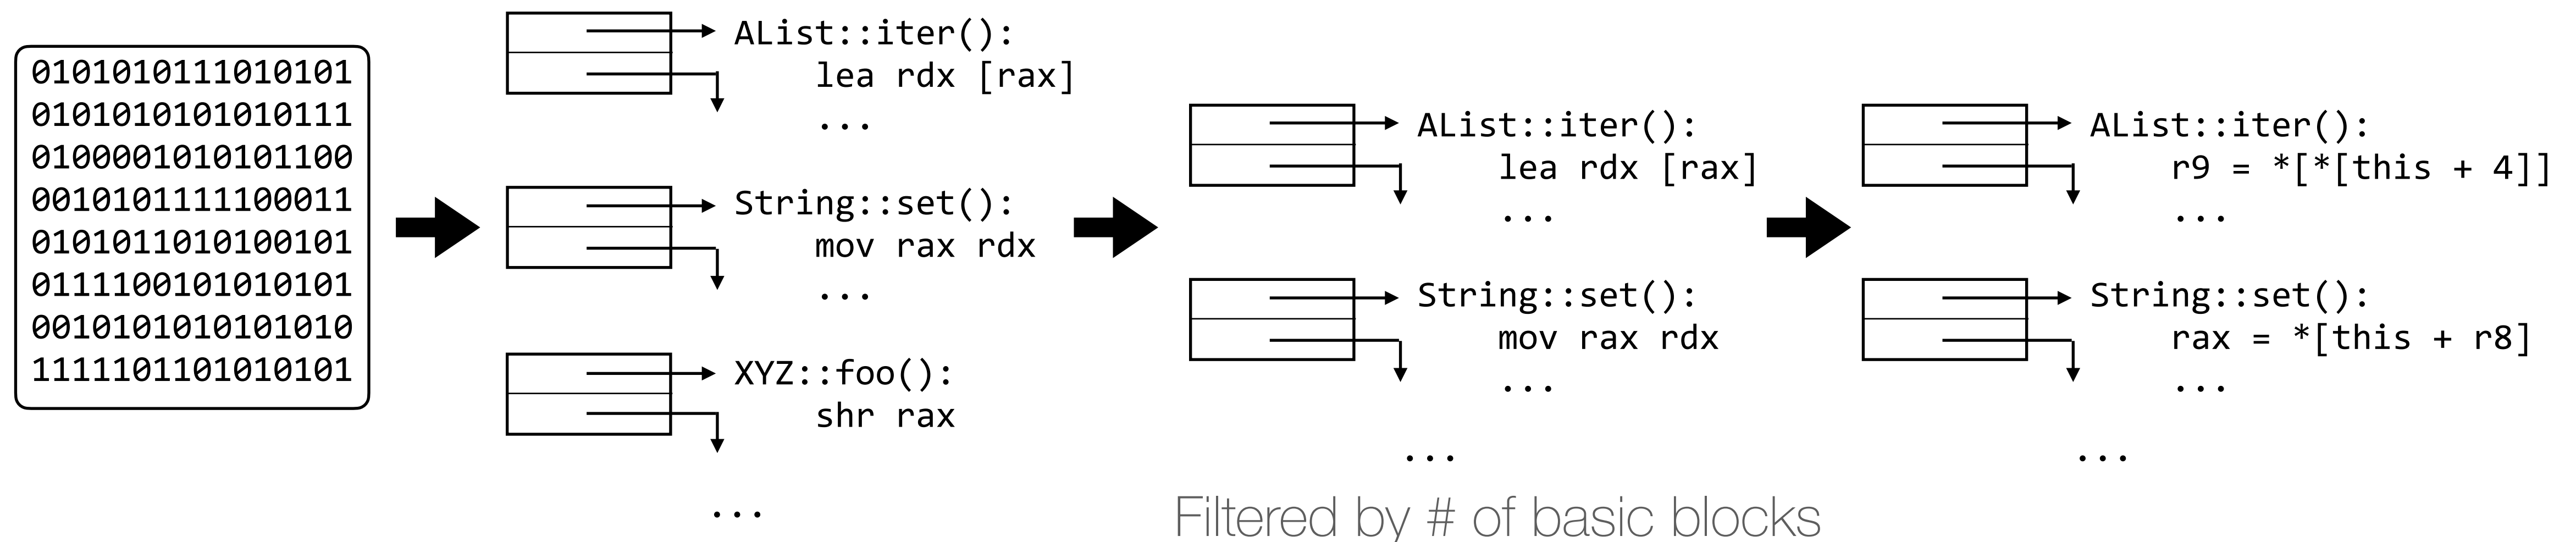 0101010111010101
0101010101010111
0100001010101100
0010101111100011
0101011010100101
0111100101010101
0010101010101010
1111101101010101
AList::iter():
lea rdx [rax]
...
String::set():
mov rax rdx
...
XYZ::foo():
shr rax
...
AList::iter():
lea rdx [rax]
...
String::set():
mov rax rdx
...
...
Filtered by # of basic blocks
AList::iter():
r9 = *[*[this + 4]]
...
String::set():
rax = *[this + r8]
...
...